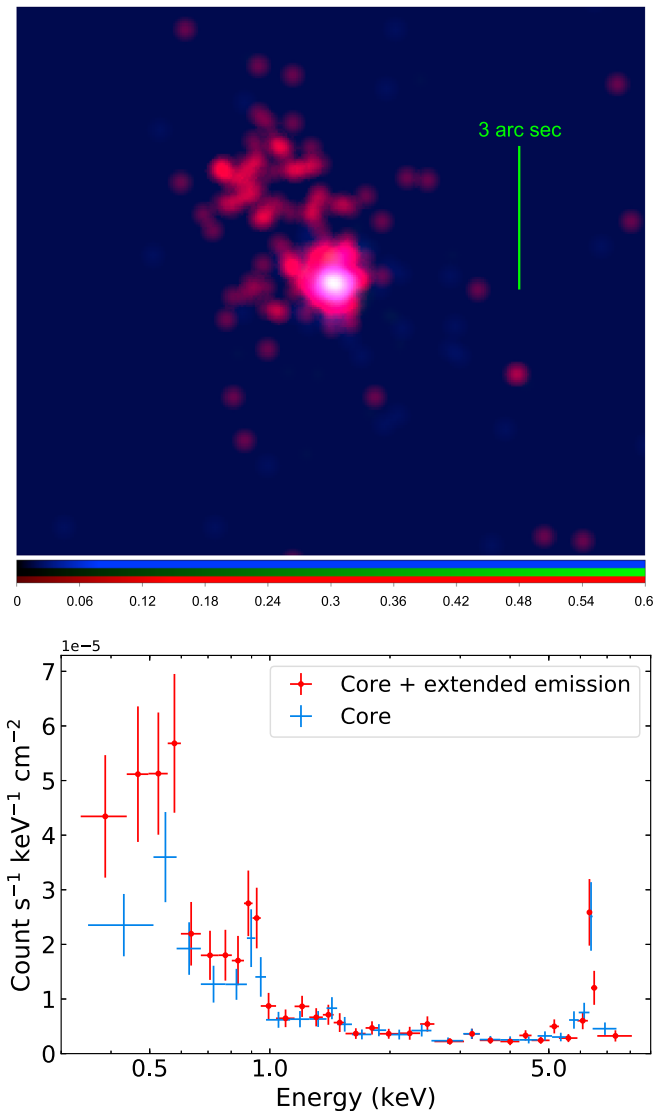 3 arc sec
0 0.06 0.12 0.18 0.24 0.3 0.36 0.42 0.48 0.54 0.6
1e−5
7
6
5
4
3
2
1
0
Count s⁻¹ keV⁻¹ cm⁻²
Core + extended emission
Core
0.5 1.0 5.0
Energy (keV)